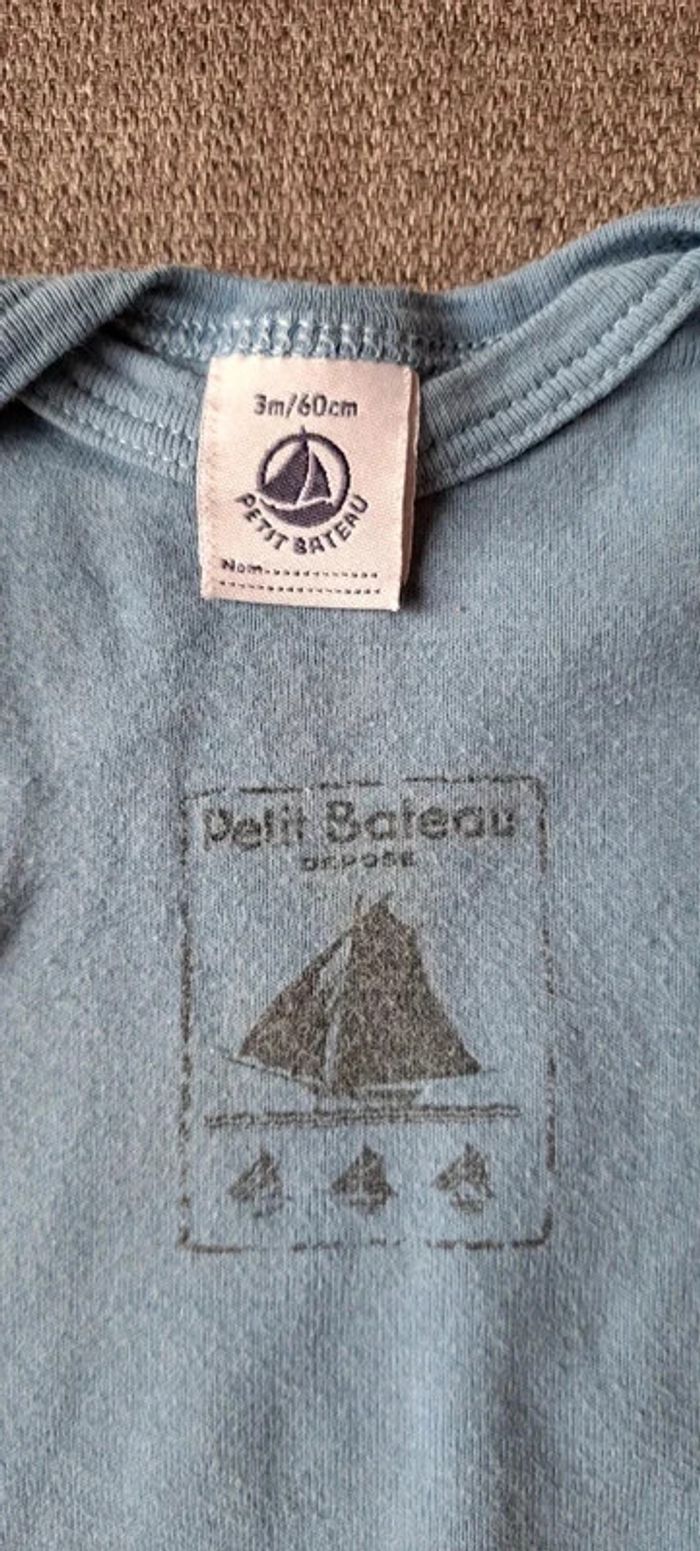 3m/60cm
PETIT BATEAU
Nom
Petit Bateau
DEPOSE